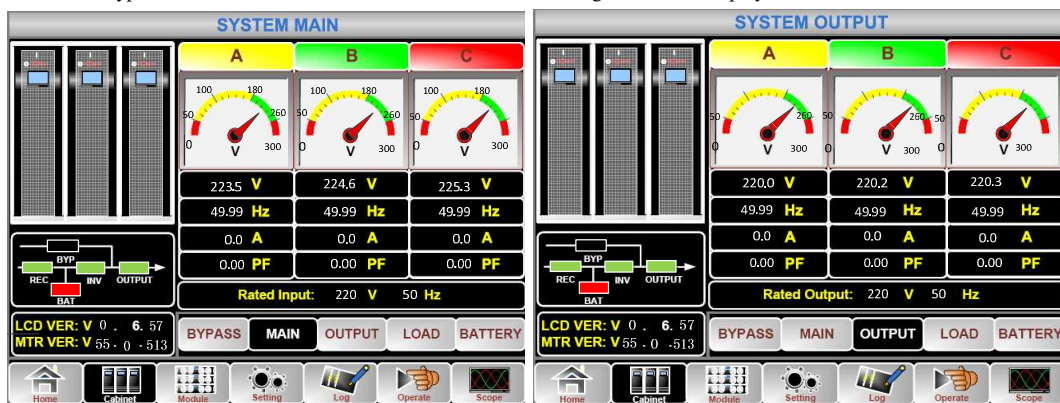 SYSTEM MAIN
A B C
50 100 180 260 0 300 V
50 100 180 260 0 300 V
50 100 180 260 0 300 V
223.5 V 224.6 V 225.3 V
49.99 Hz 49.99 Hz 49.99 Hz
0.0 A 0.0 A 0.0 A
0.00 PF 0.00 PF 0.00 PF
Rated Input: 220 V 50 Hz
BYP
REC INV OUTPUT
BAT
LCD VER: V 0 . 6. 57
MTR VER: V 55 . 0 .513
BYPASS MAIN OUTPUT LOAD BATTERY
Home Cabinet Module Setting Log Operate Scope
SYSTEM OUTPUT
A B C
50 260 0 V 300
50 260 0 V 300
50 260 0 V 300
220.0 V 220.2 V 220.3 V
49.99 Hz 49.99 Hz 49.99 Hz
0.0 A 0.0 A 0.0 A
0.00 PF 0.00 PF 0.00 PF
Rated Output: 220 V 50 Hz
BYP
REC INV OUTPUT
BAT
LCD VER: V 0 . 6. 57
MTR VER: V 55 . 0 .513
BYPASS MAIN OUTPUT LOAD BATTERY
Home Cabinet Module Setting Log Operate Scope